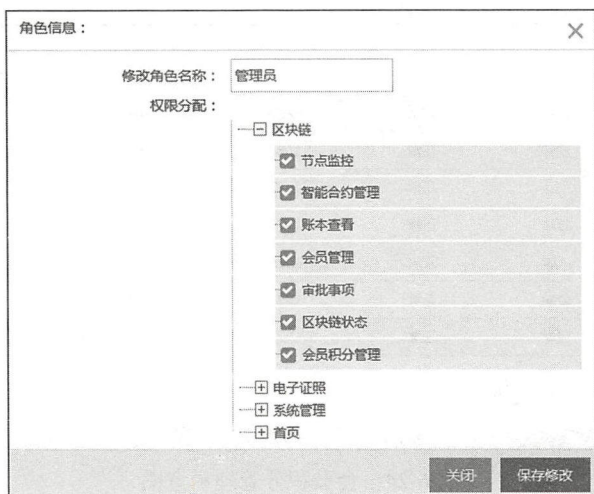 角色信息：
修改角色名称： 管理员
权限分配：
区块链
节点监控
智能合约管理
账本查看
会员管理
审批事项
区块链状态
会员积分管理
电子证照
系统管理
首页
关闭 保存修改